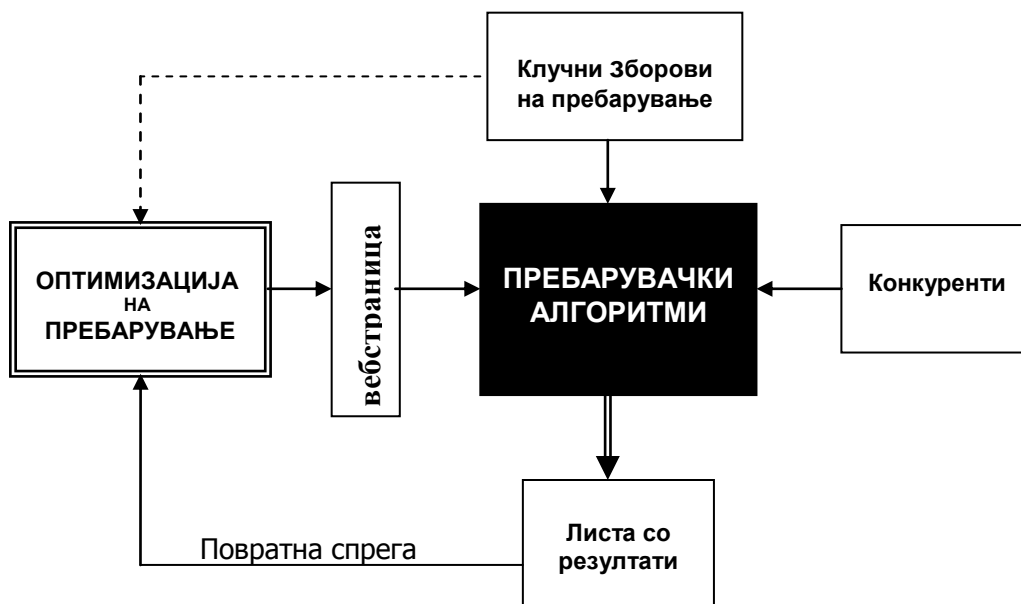 Клучни Зборови
на пребарување
ОПТИМИЗАЦИЈА
НА
ПРЕБАРУВАЊЕ
вебстраница
ПРЕБАРУВАЧКИ
АЛГОРИТМИ
Конкуренти
Повратна спрега
Листа со
резултати